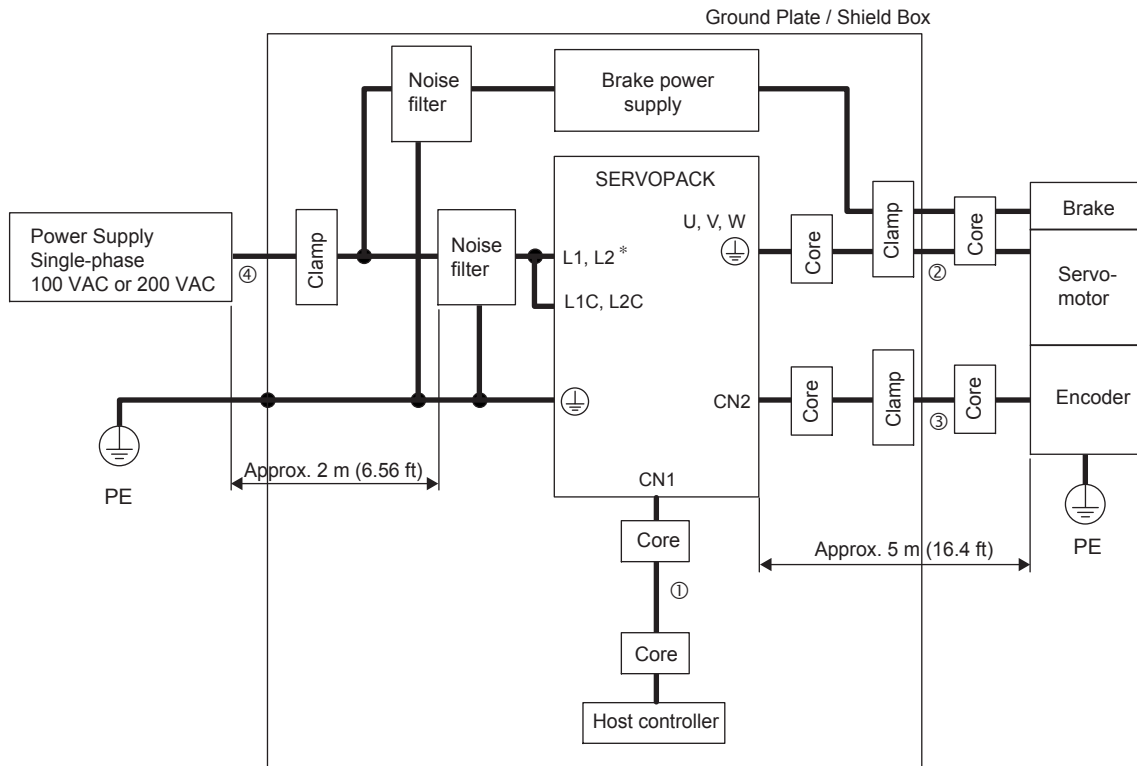 Ground Plate / Shield Box
Noise
filter
Brake power
supply
SERVOPACK
U, V, W
Clamp
Core
Brake
Power Supply
Single-phase
100 VAC or 200 VAC
④
Clamp
Noise
filter
L1, L2 *
L1C, L2C
Core
②
Servo-
motor
CN2
Core
Clamp
③
Core
Encoder
PE
Approx. 2 m (6.56 ft)
CN1
Core
①
Core
Host controller
Approx. 5 m (16.4 ft)
PE